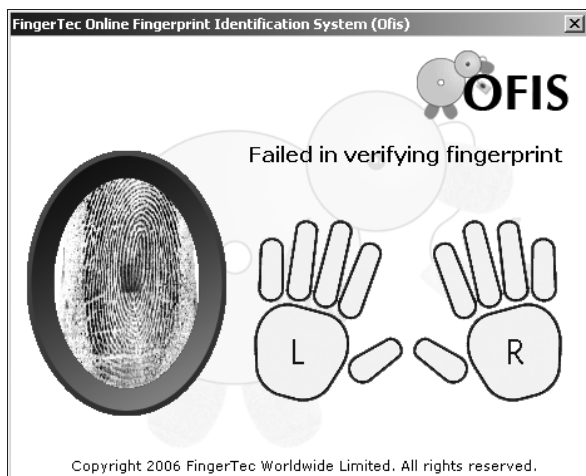 FingerTec Online Fingerprint Identification System (Ofis)
OFIS
Failed in verifying fingerprint
L R
Copyright 2006 FingerTec Worldwide Limited. All rights reserved.